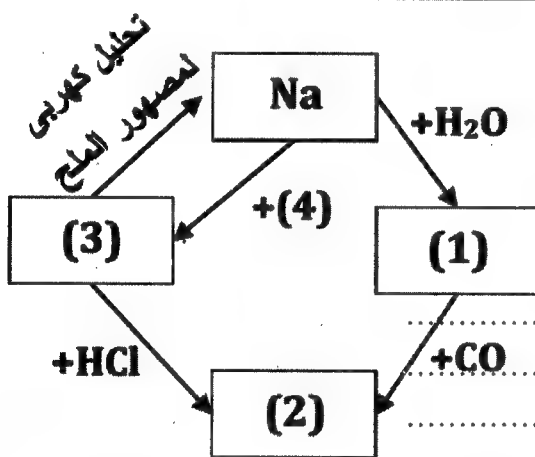 تحليل كهربى
لمصهور الملح
Na
+H₂O
+(4)
(3)
(1)
+HCl
+CO
(2)